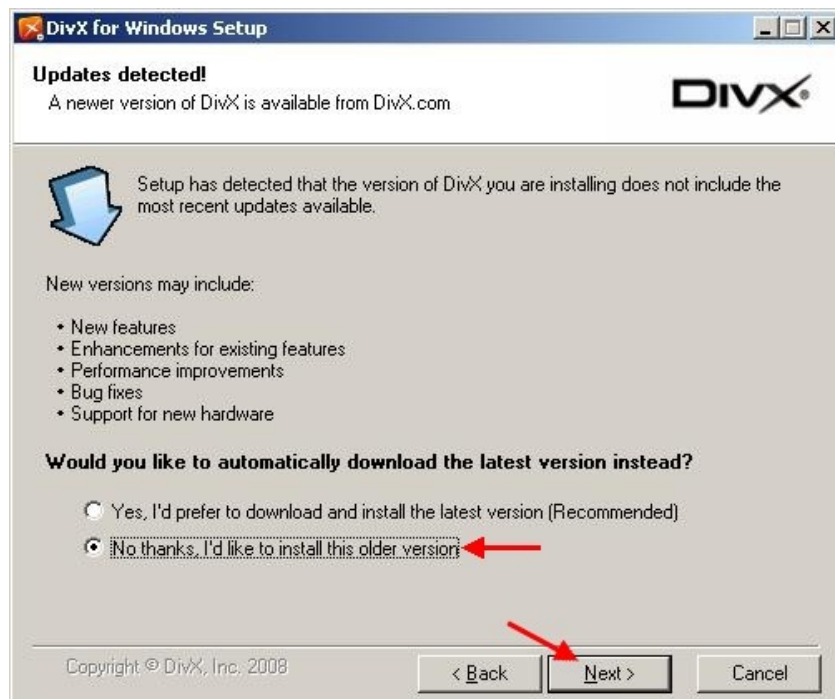 DivX for Windows Setup
Updates detected!
A newer version of DivX is available from DivX.com
DIVX
Setup has detected that the version of DivX you are installing does not include the
most recent updates available.
New versions may include:
• New features
• Enhancements for existing features
• Performance improvements
• Bug fixes
• Support for new hardware
Would you like to automatically download the latest version instead?
Yes, I'd prefer to download and install the latest version (Recommended)
No thanks, I'd like to install this older version
Copyright © DivX, Inc. 2008
< Back
Next >
Cancel